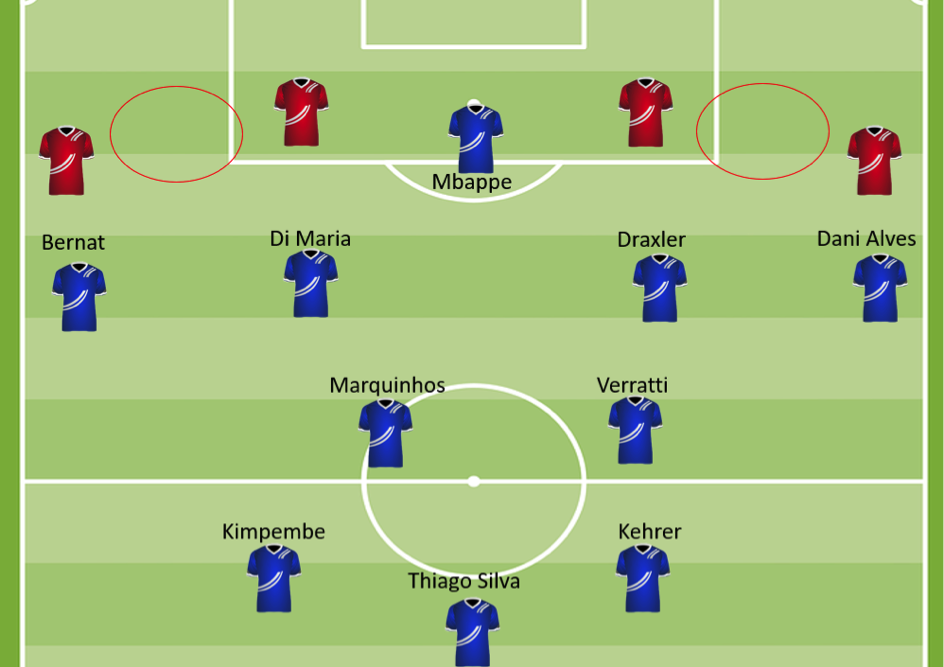 Mbappe
Bernat
Di Maria
Draxler
Dani Alves
Marquinhos
Verratti
Kimpembe
Kehrer
Thiago Silva